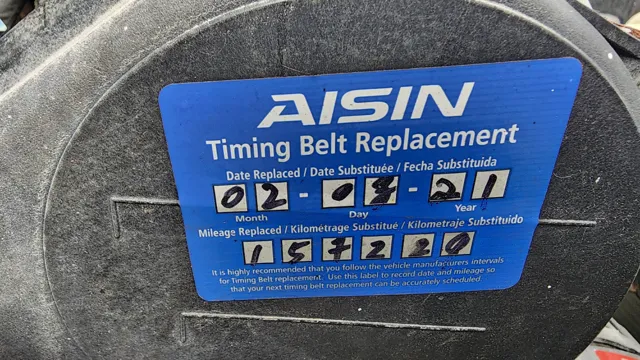 AISIN
Timing Belt Replacement
Date Replaced / Date Substituée / Fecha Substituida
02 - 08 - 21
Month Day Year
Mileage Replaced / Kilométrage Substitué / Kilometraje Substituido
157220
It is highly recommended that you follow the vehicle manufacturers intervals
for Timing Belt replacement. Use this label to record date and mileage so
that your next timing belt replacement can be accurately scheduled